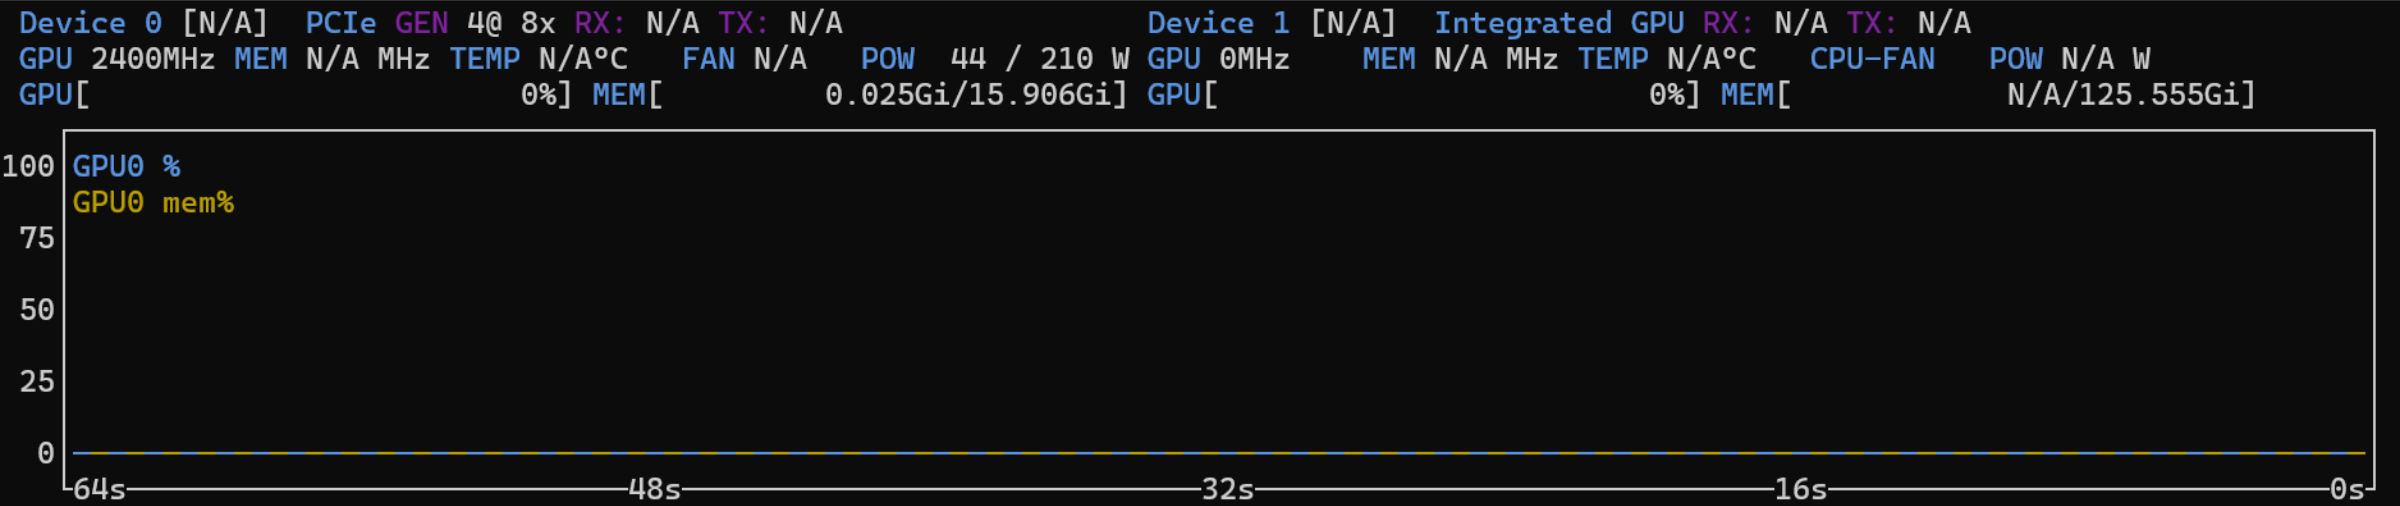 Device 0 [N/A]  PCIe GEN 4@ 8x RX: N/A TX: N/A                 Device 1 [N/A]  Integrated GPU RX: N/A TX: N/A
GPU 2400MHz MEM N/A MHz TEMP N/A°C   FAN N/A   POW  44 / 210 W GPU 0MHz    MEM N/A MHz TEMP N/A°C   CPU-FAN   POW N/A W
GPU[                        0%] MEM[         0.025Gi/15.906Gi] GPU[                        0%] MEM[            N/A/125.555Gi]
100 GPU0 %
GPU0 mem%
75
50
25
0
64s 48s 32s 16s 0s